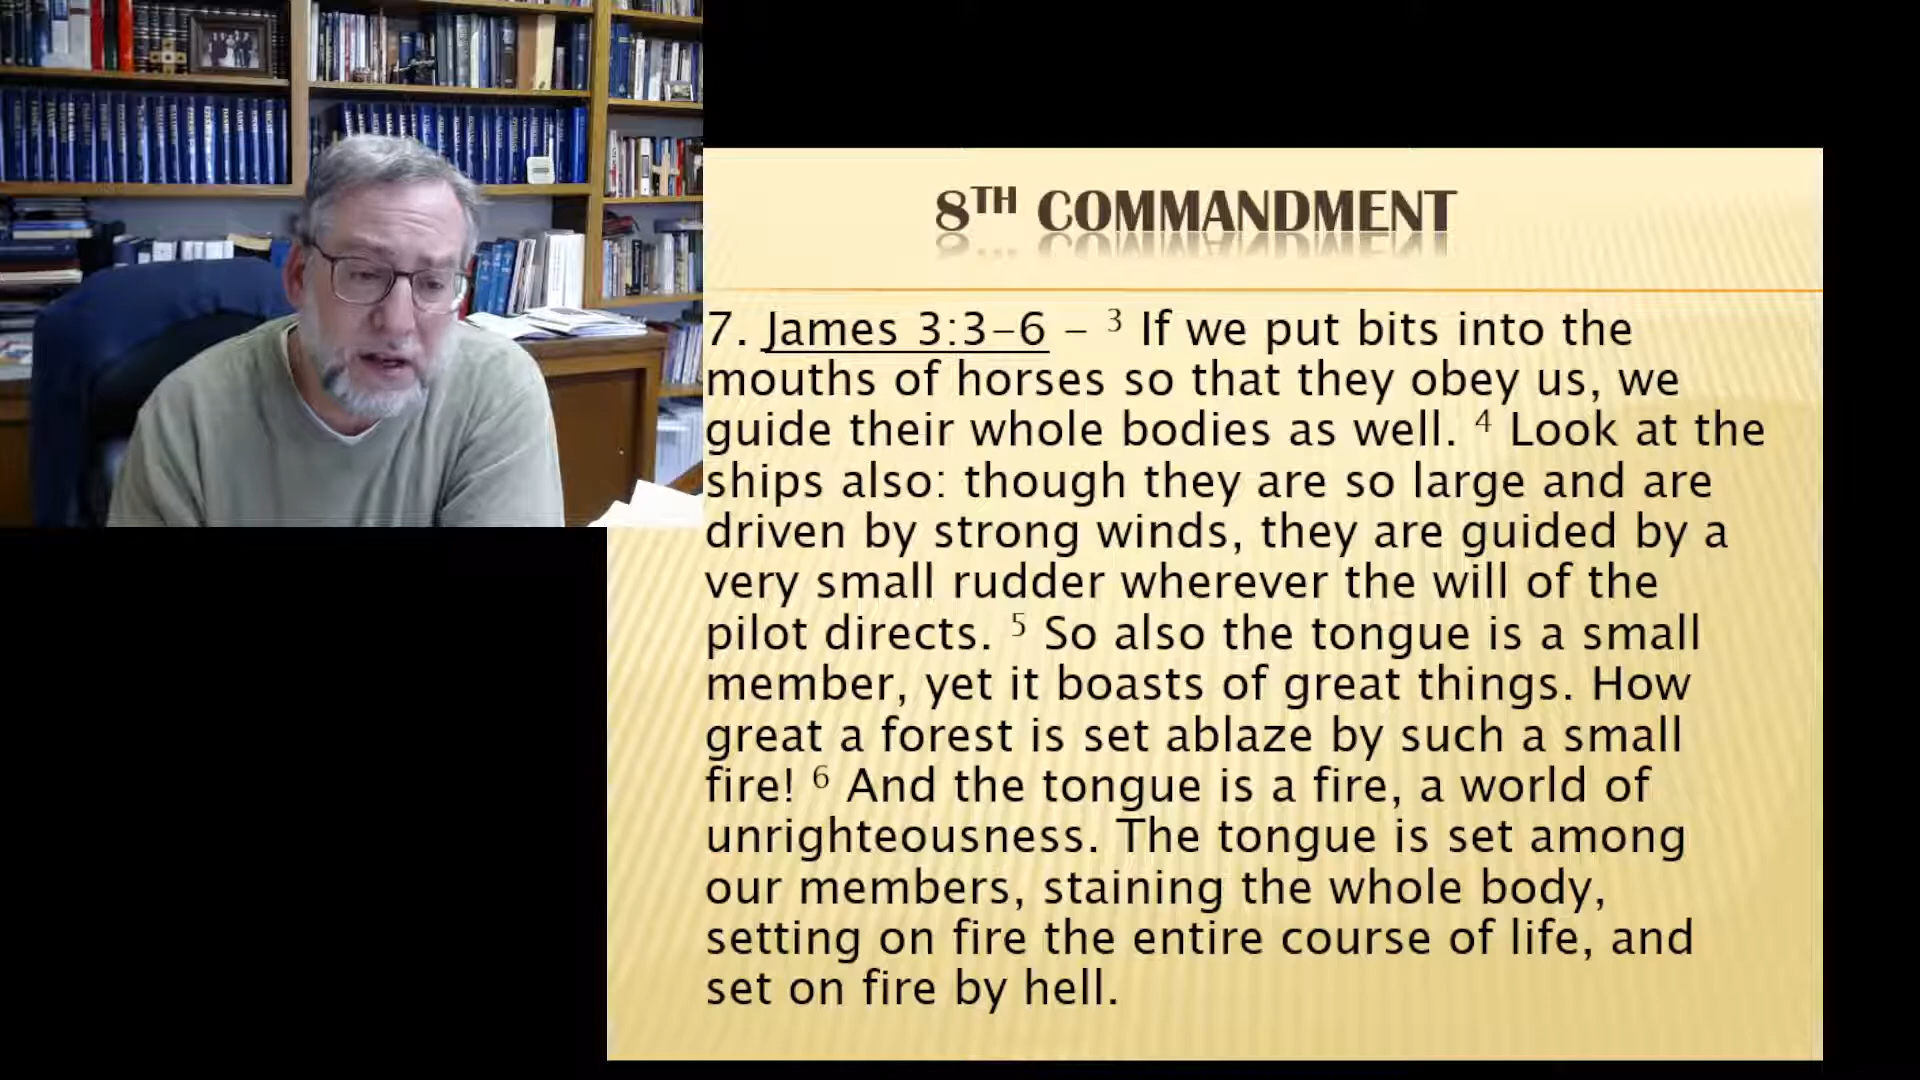 8TH COMMANDMENT
7. James 3:3-6 – 3 If we put bits into the
mouths of horses so that they obey us, we
guide their whole bodies as well. 4 Look at the
ships also: though they are so large and are
driven by strong winds, they are guided by a
very small rudder wherever the will of the
pilot directs. 5 So also the tongue is a small
member, yet it boasts of great things. How
great a forest is set ablaze by such a small
fire! 6 And the tongue is a fire, a world of
unrighteousness. The tongue is set among
our members, staining the whole body,
setting on fire the entire course of life, and
set on fire by hell.